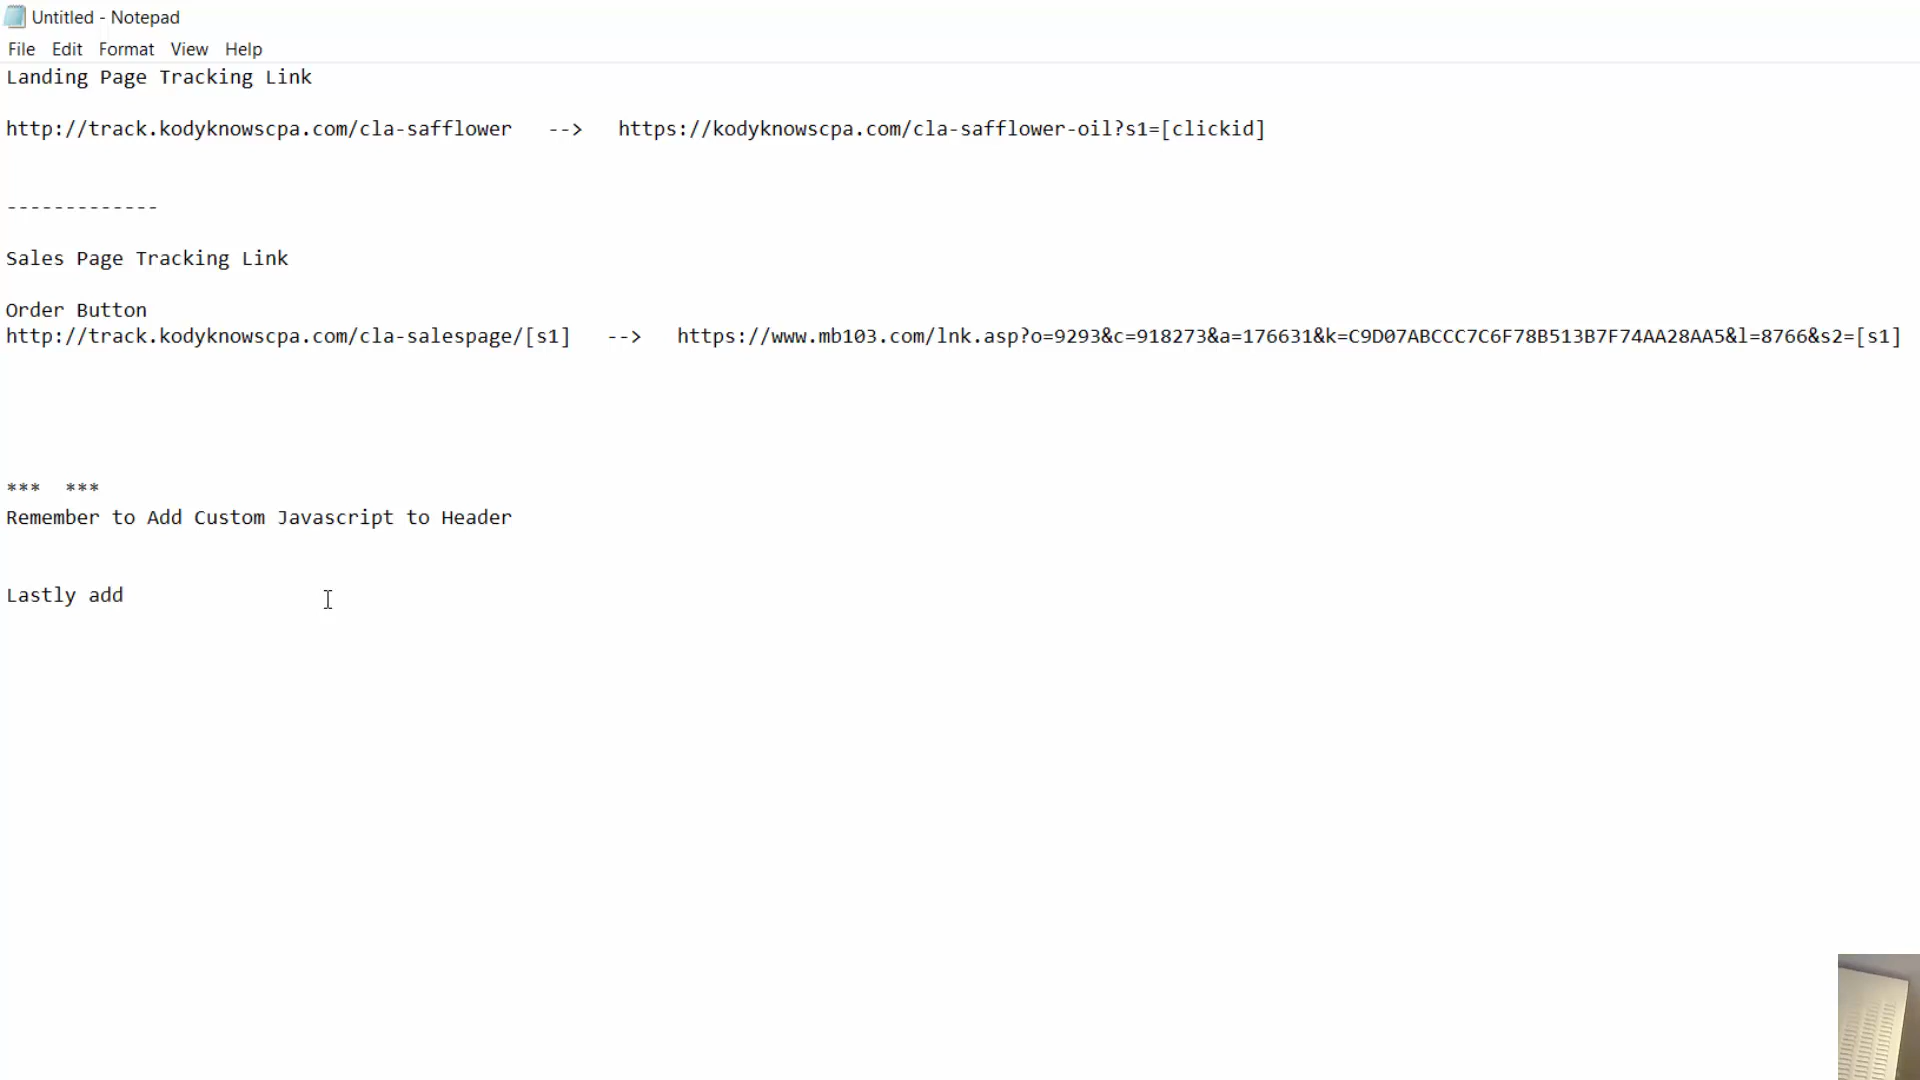 Untitled - Notepad
File Edit Format View Help
Landing Page Tracking Link
http://track.kodyknowscpa.com/cla-safflower --> https://kodyknowscpa.com/cla-safflower-oil?s1=[clickid]
-------------
Sales Page Tracking Link
Order Button
http://track.kodyknowscpa.com/cla-salespage/[s1] --> https://www.mb103.com/lnk.asp?o=9293&c=918273&a=176631&k=C9D07ABCCC7C6F78B513B7F74AA28AA5&l=8766&s2=[s1]
*** ***
Remember to Add Custom Javascript to Header
Lastly add